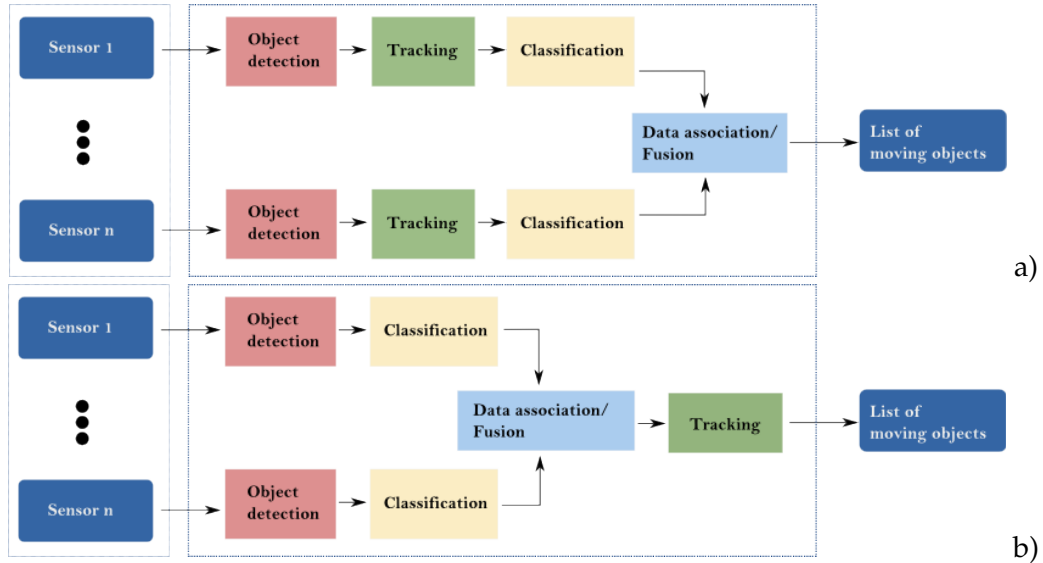 Sensor 1
Object
detection
Tracking
Classification
Data association/
Fusion
List of
moving objects
Sensor n
Object
detection
Tracking
Classification
a)
Sensor 1
Object
detection
Classification
Data association/
Fusion
Tracking
List of
moving objects
Sensor n
Object
detection
Classification
b)